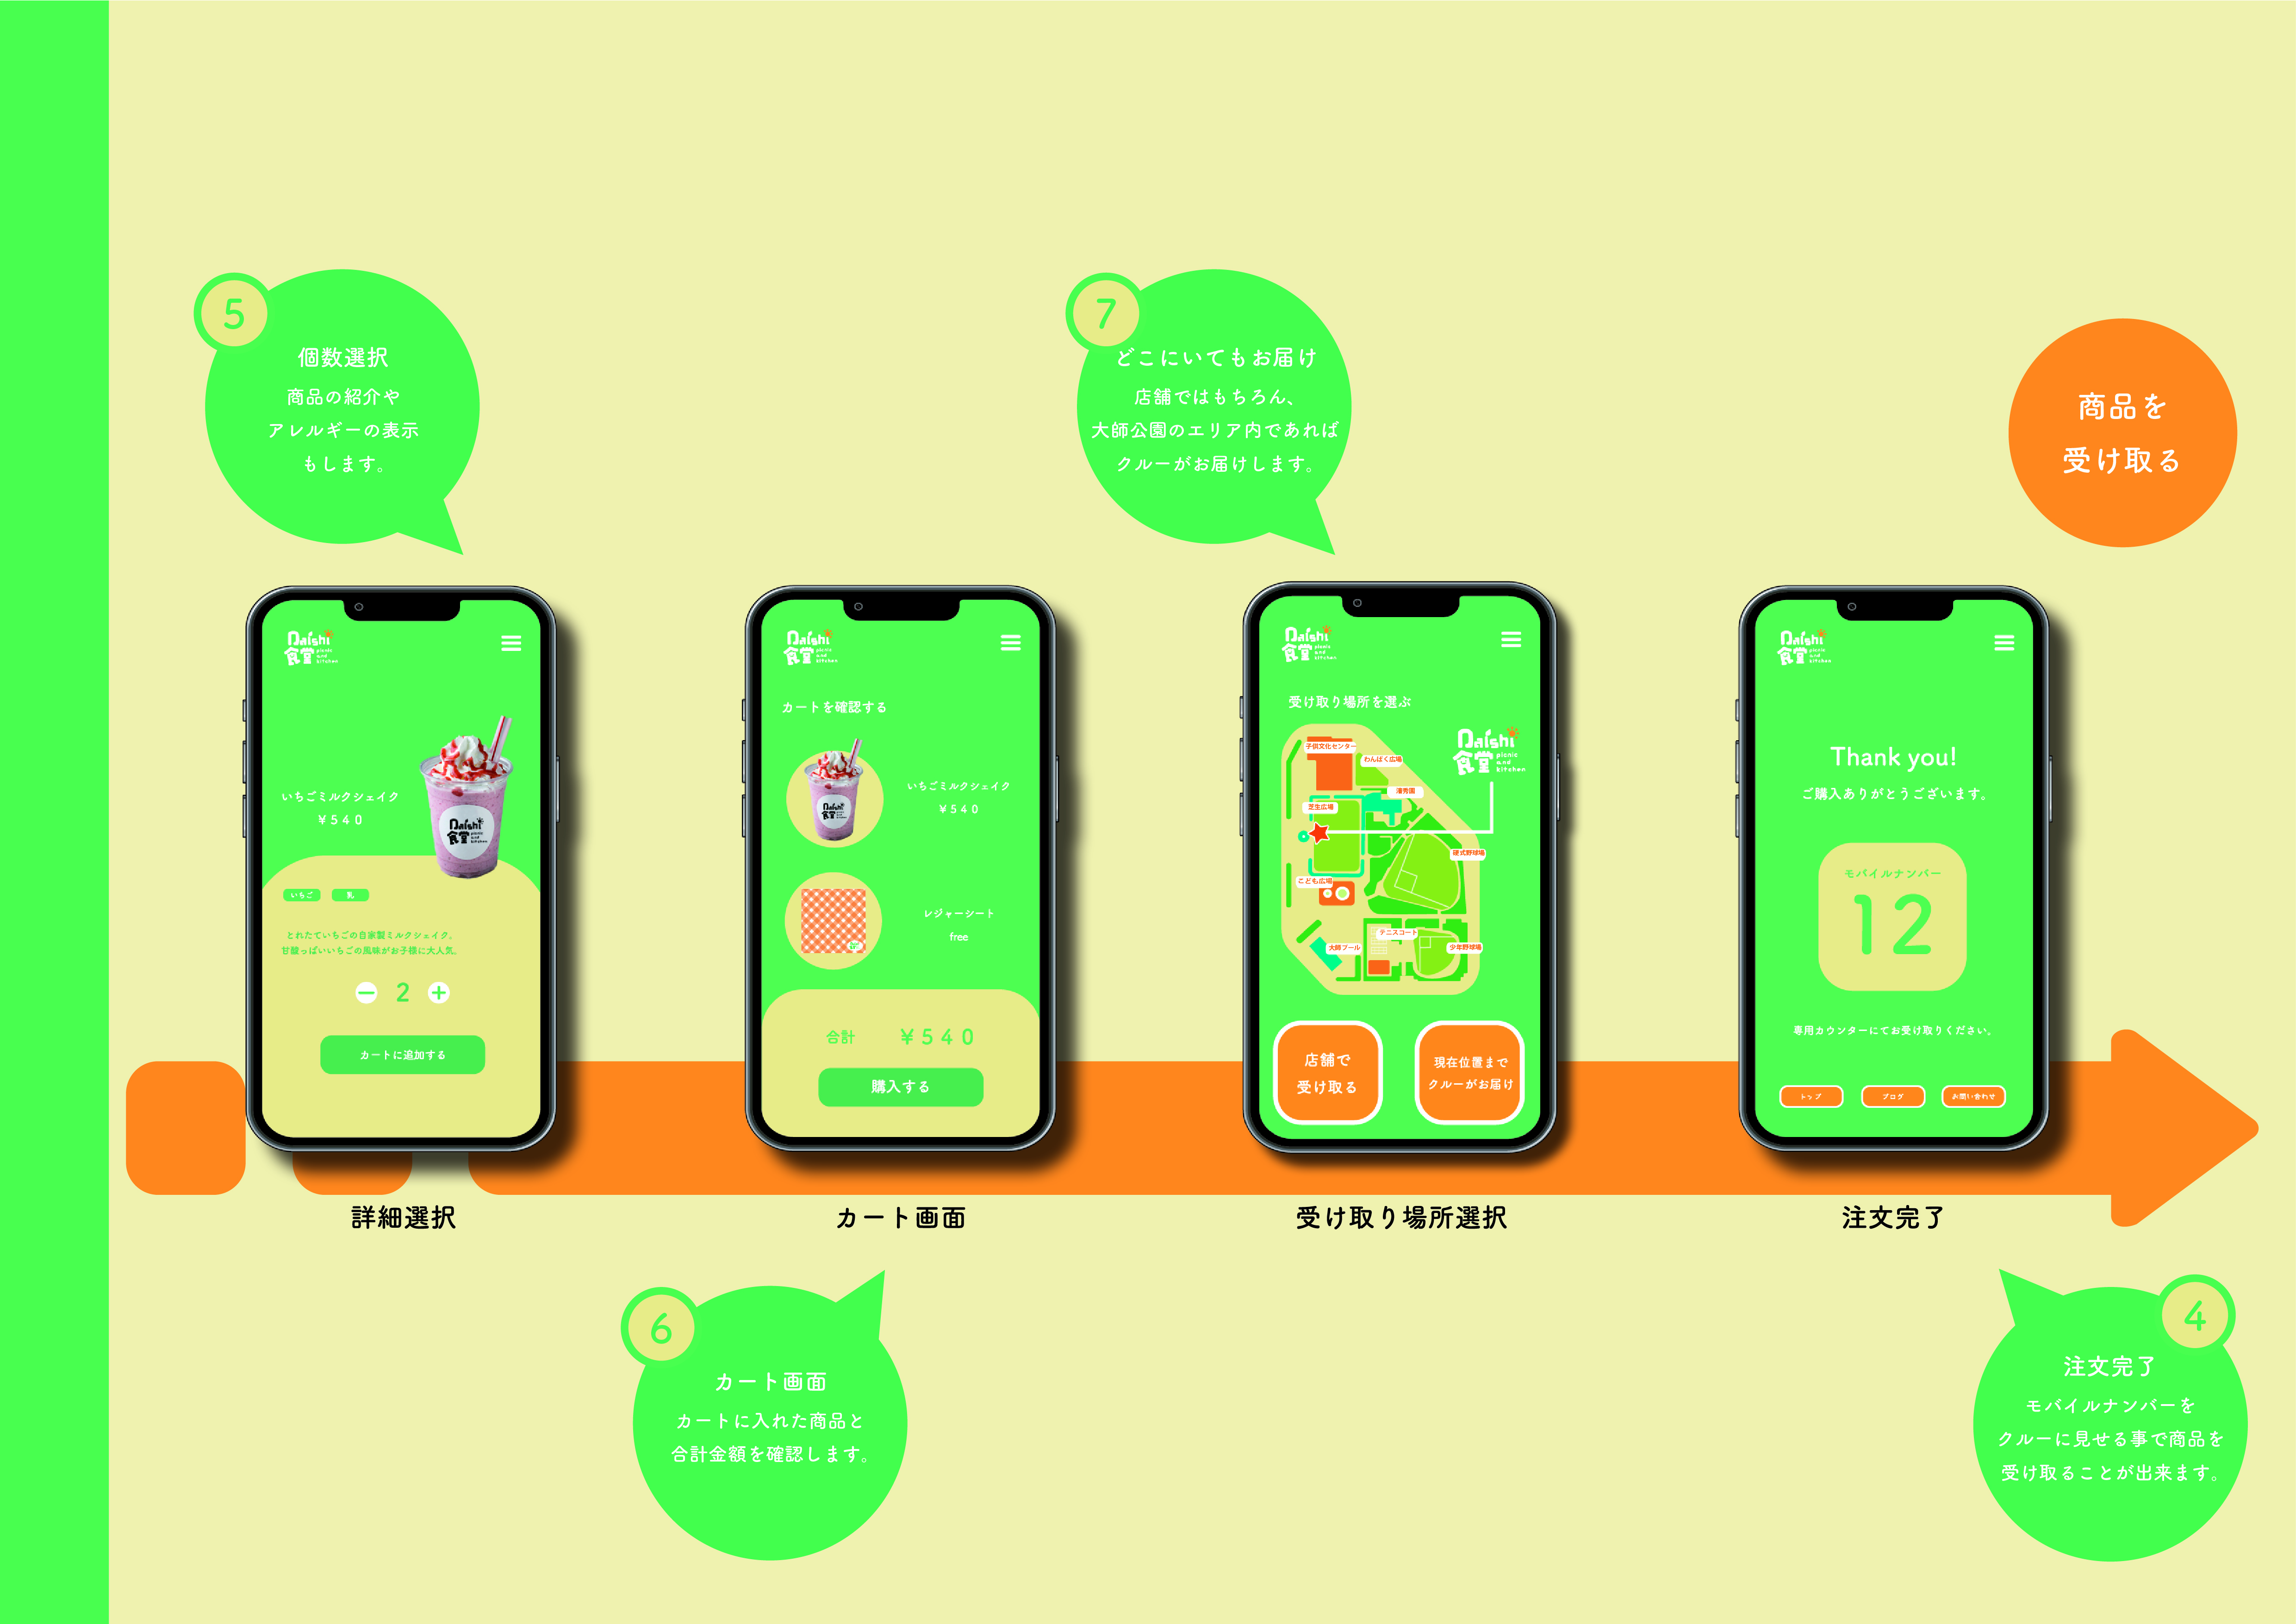 5
個数選択
商品の紹介や
アレルギーの表示
もします。
7
どこにいてもお届け
店舗ではもちろん、
大師公園のエリア内であれば
クルーがお届けします。
商品を
受け取る
Daishi
食堂
picnic
and
kitchen
いちごミルクシェイク
¥540
Daishi
食堂
picnic
and
kitchen
いちご
乳
とれたていちごの自家製ミルクシェイク。
甘酸っぱいいちごの風味がお子様に大人気。
2
カートに追加する
詳細選択
Daishi
食堂
picnic
and
kitchen
カートを確認する
Daishi
食堂
いちごミルクシェイク
¥540
レジャーシート
free
合計 ¥540
購入する
カート画面
Daishi
食堂
picnic
and
kitchen
受け取り場所を選ぶ
Daishi
食堂
picnic
and
kitchen
子供文化センター
わんぱく広場
瀋秀園
芝生広場
硬式野球場
こども広場
テニスコート
大師プール
少年野球場
店舗で
受け取る
現在位置まで
クルーがお届け
受け取り場所選択
Daishi
食堂
picnic
and
kitchen
Thank you!
ご購入ありがとうございます。
モバイルナンバー
12
専用カウンターにてお受け取りください。
トップ
ブログ
お問い合わせ
注文完了
6
カート画面
カートに入れた商品と
合計金額を確認します。
4
注文完了
モバイルナンバーを
クルーに見せる事で商品を
受け取ることが出来ます。